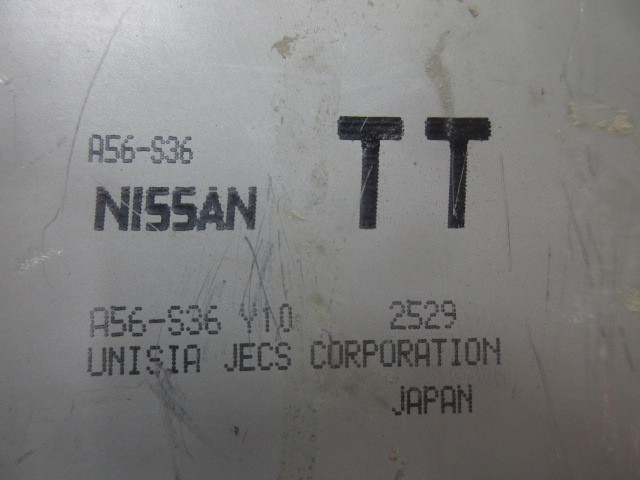 A56-S36
NISSAN TT
A56-S36 Y10 2529
UNISIA JECS CORPORATION
JAPAN